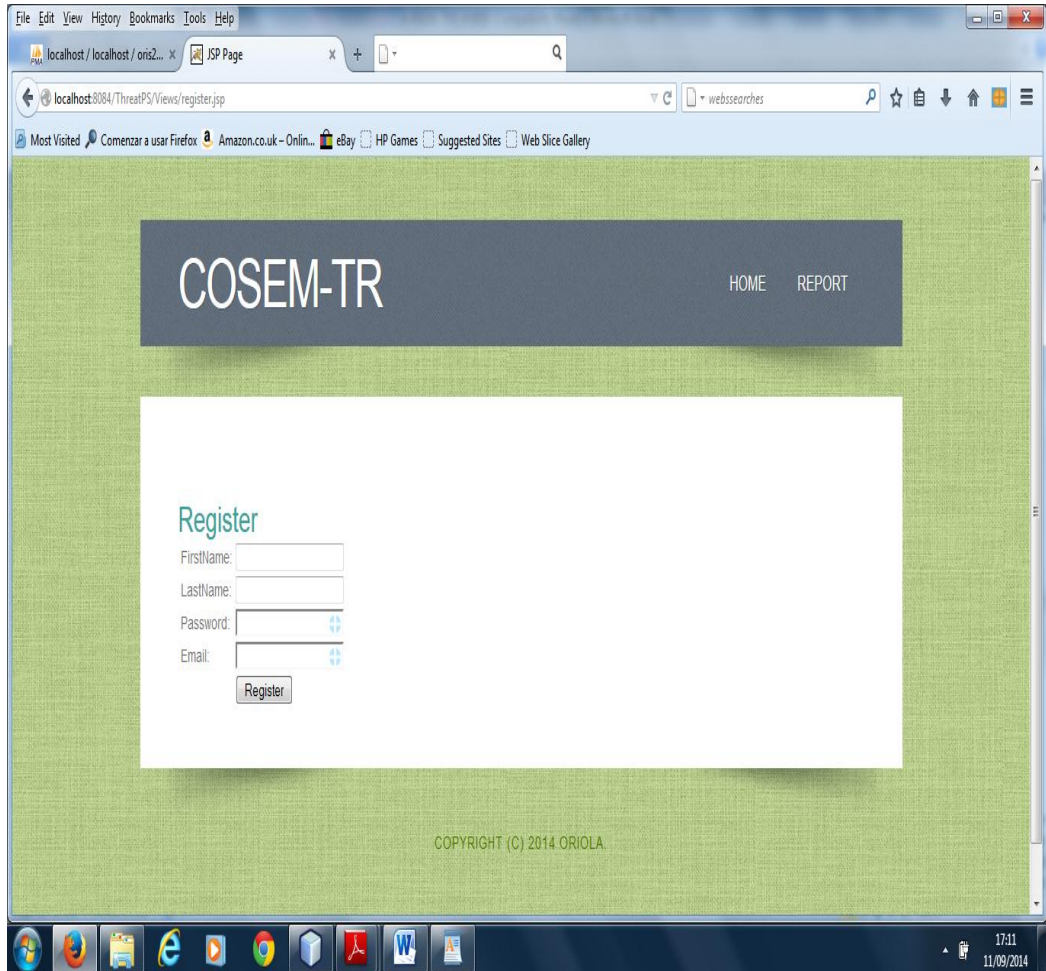 File Edit View History Bookmarks Tools Help
localhost / localhost / oris2... × JSP Page × +
localhost:8084/ThreatPS/Views/register.jsp webssearches
Most Visited Comenzar a usar Firefox Amazon.co.uk – Onlin... eBay HP Games Suggested Sites Web Slice Gallery
COSEM-TR HOME REPORT
Register
FirstName:
LastName:
Password:
Email:
Register
COPYRIGHT (C) 2014 ORIOLA.
17:11
11/09/2014